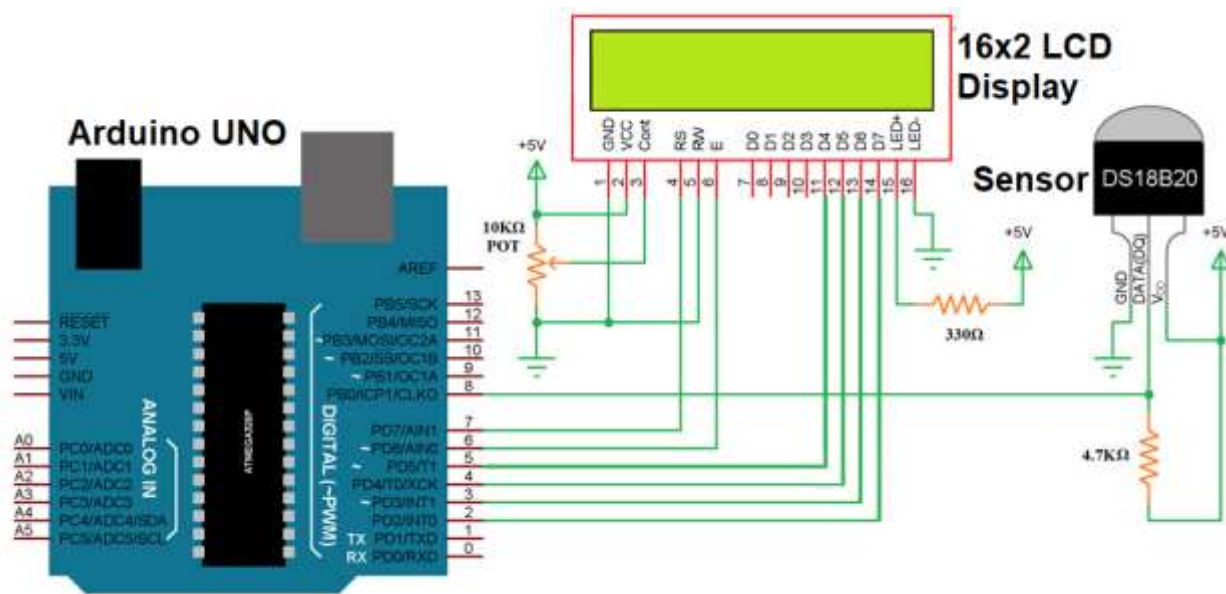 16x2 LCD
Display
Arduino UNO
Sensor
DS18B20
+5V
10KΩ
POT
GND
VCC
Cont
RS
RW
E
D0
D1
D2
D3
D4
D5
D6
D7
LED+
LED-
1
2
3
4
5
6
7
8
9
10
11
12
13
14
15
16
+5V
330Ω
GND
DATA(DQ)
VCC
+5V
4.7KΩ
AREF
PB5/SCK 13
PB4/MISO 12
~PB3/MOSI/OC2A 11
~ PB2/SS/OC1B 10
~ PB1/OC1A 9
PB0/ICP1/CLKO 8
PD7/AIN1 7
~ PD6/AIN0 6
~ PD5/T1 5
PD4/T0/XCK 4
~ PD3/INT1 3
PD2/INT0 2
TX PD1/TXD 1
RX PD0/RXD 0
DIGITAL (~PWM)
ATMEGA328P
ANALOG IN
RESET
3.3V
5V
GND
VIN
A0 PC0/ADC0
A1 PC1/ADC1
A2 PC2/ADC2
A3 PC3/ADC3
A4 PC4/ADC4/SDA
A5 PC5/ADC5/SCL